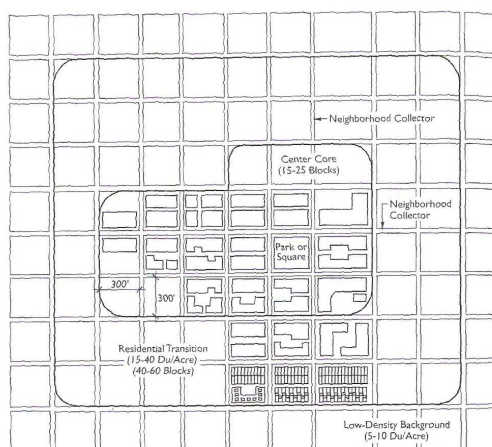 Neighborhood Collector
Center Core
(15-25 Blocks)
Neighborhood
Collector
Park or
Square
300'
300'
Residential Transition
(15-40 Du/Acre)
(40-60 Blocks)
Low-Density Background
(5-10 Du/Acre)